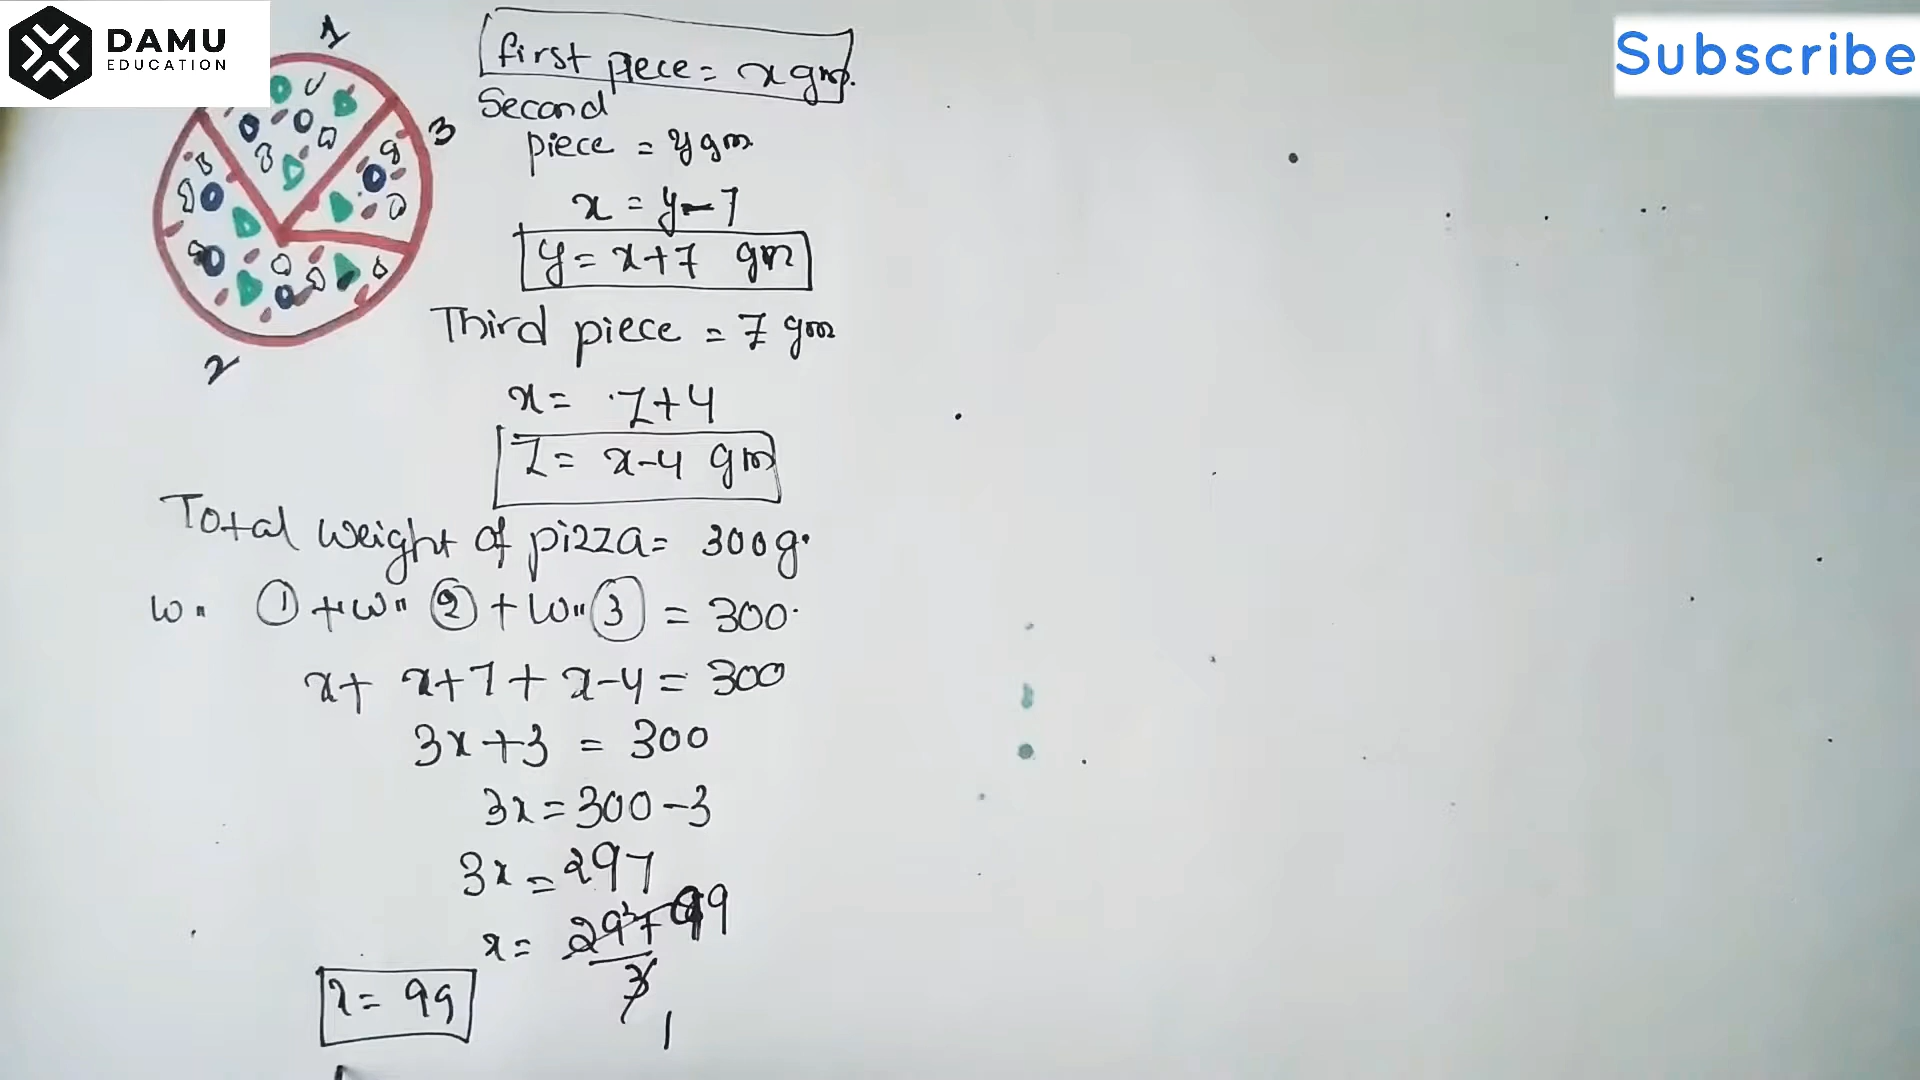 DAMU
EDUCATION
Subscribe
1
3
2
first piece = x gm.
Second
piece = y gm
x = y - 7
y = x+7 gm
Third piece = z gm
x = z+4
z = x-4 gm
Total weight of pizza = 300g.
w" ① + w" ② + w" ③ = 300.
x + x+7 + x-4 = 300
3x+3 = 300
3x = 300-3
3x = 297
x = 297/3 99
1
x = 99